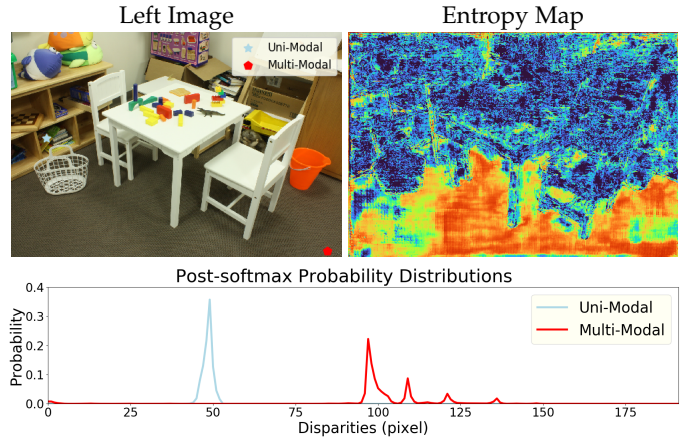 Left Image
Entropy Map
Uni-Modal
Multi-Modal
Post-softmax Probability Distributions
0.4
0.3
0.2
0.1
0.0
Probability
Uni-Modal
Multi-Modal
0 25 50 75 100 125 150 175
Disparities (pixel)